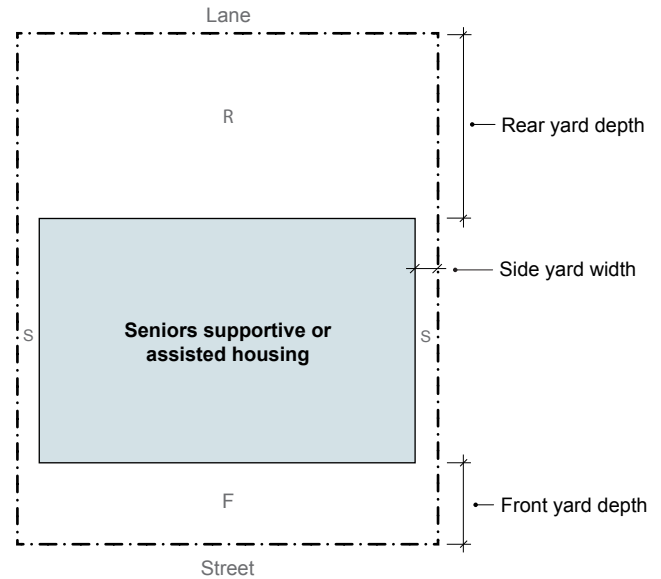 Lane
R
Rear yard depth
Side yard width
Seniors supportive or
assisted housing
S
S
F
Front yard depth
Street